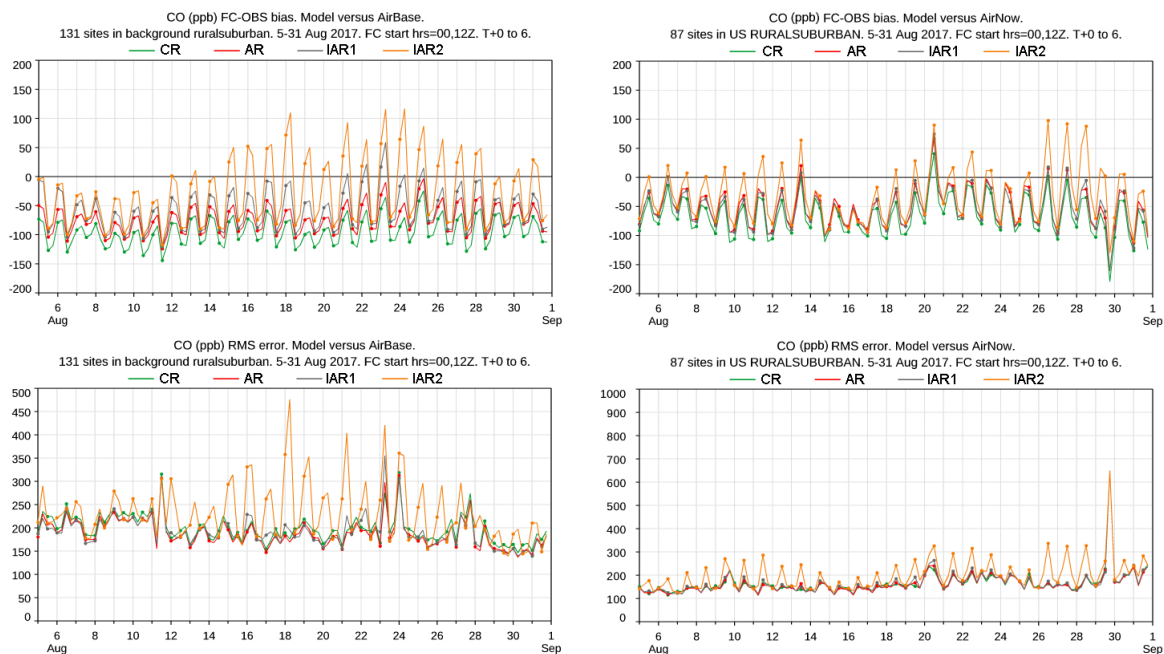 CO (ppb) FC-OBS bias. Model versus AirBase.
131 sites in background ruralsuburban. 5-31 Aug 2017. FC start hrs=00,12Z. T+0 to 6.
CR AR IAR1 IAR2
200
150
100
50
0
-50
-100
-150
-200
6 8 10 12 14 16 18 20 22 24 26 28 30 1
Aug Sep
CO (ppb) FC-OBS bias. Model versus AirNow.
87 sites in US RURALSUBURBAN. 5-31 Aug 2017. FC start hrs=00,12Z. T+0 to 6.
CR AR IAR1 IAR2
200
150
100
50
0
-50
-100
-150
-200
6 8 10 12 14 16 18 20 22 24 26 28 30 1
Aug Sep
CO (ppb) RMS error. Model versus AirBase.
131 sites in background ruralsuburban. 5-31 Aug 2017. FC start hrs=00,12Z. T+0 to 6.
CR AR IAR1 IAR2
500
450
400
350
300
250
200
150
100
50
0
6 8 10 12 14 16 18 20 22 24 26 28 30 1
Aug Sep
CO (ppb) RMS error. Model versus AirNow.
87 sites in US RURALSUBURBAN. 5-31 Aug 2017. FC start hrs=00,12Z. T+0 to 6.
CR AR IAR1 IAR2
1000
900
800
700
600
500
400
300
200
100
0
6 8 10 12 14 16 18 20 22 24 26 28 30 1
Aug Sep